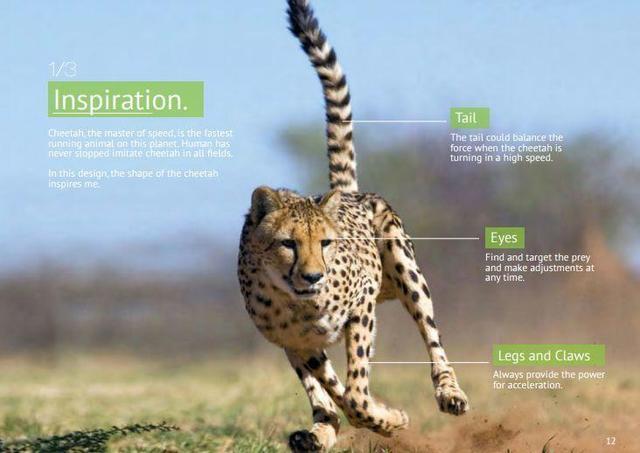 1/3
Inspiration.
Cheetah, the master of speed, is the fastest
running animal on this planet. Human has
never stopped imitate cheetah in all fields.
In this design, the shape of the cheetah
inspires me.
Tail
The tail could balance the
force when the cheetah is
turning in a high speed.
Eyes
Find and target the prey
and make adjustments at
any time.
Legs and Claws
Always provide the power
for acceleration.
12